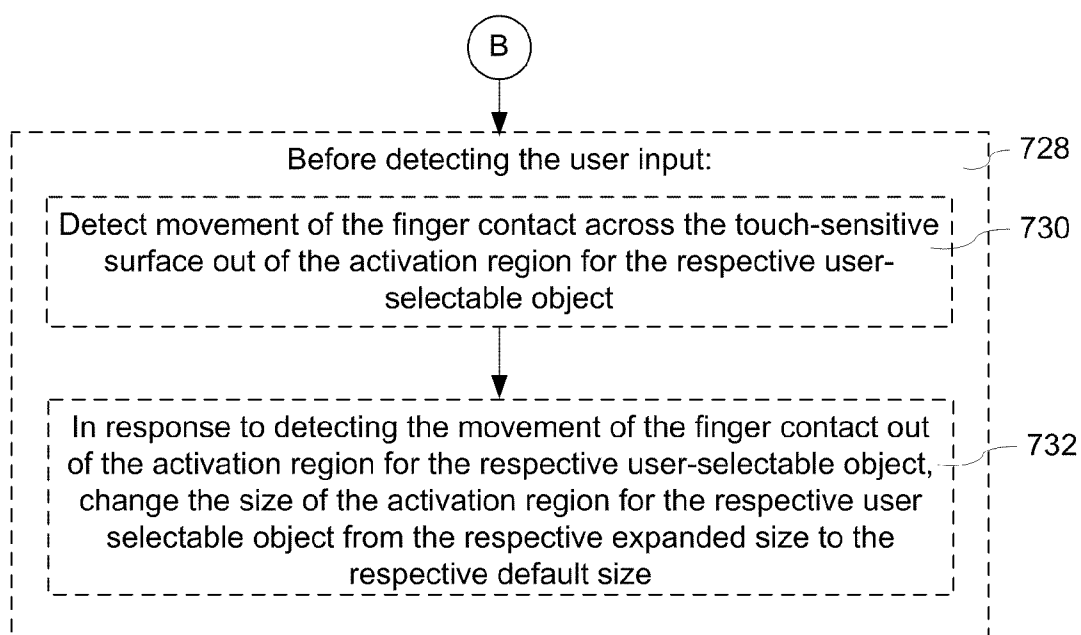 B
Before detecting the user input:
728
Detect movement of the finger contact across the touch-sensitive
surface out of the activation region for the respective user-
selectable object
730
In response to detecting the movement of the finger contact out
of the activation region for the respective user-selectable object,
change the size of the activation region for the respective user
selectable object from the respective expanded size to the
respective default size
732